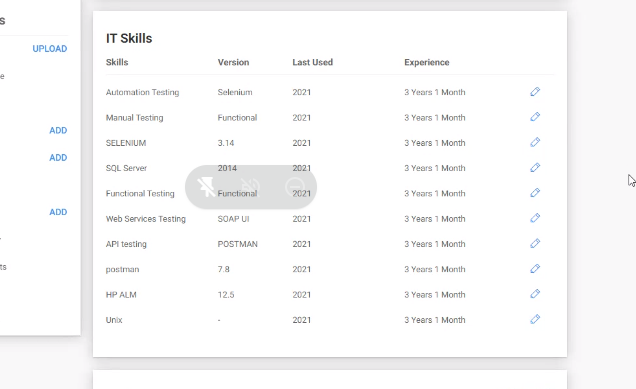 s
UPLOAD
e
ADD
ADD
ADD
ts
IT Skills
Skills Version Last Used Experience
Automation Testing Selenium 2021 3 Years 1 Month
Manual Testing Functional 2021 3 Years 1 Month
SELENIUM 3.14 2021 3 Years 1 Month
SQL Server 2014 2021 3 Years 1 Month
Functional Testing Functional 2021 3 Years 1 Month
Web Services Testing SOAP UI 2021 3 Years 1 Month
API testing POSTMAN 2021 3 Years 1 Month
postman 7.8 2021 3 Years 1 Month
HP ALM 12.5 2021 3 Years 1 Month
Unix - 2021 3 Years 1 Month